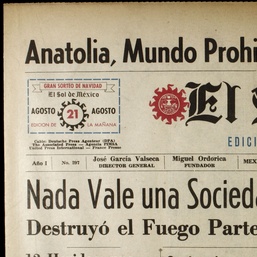 Anatolia, Mundo Prohi
GRAN SORTEO DE NAVIDAD
El Sol de México
AGOSTO 21 AGOSTO
EDICION DE LA MAÑANA
Cable: Deutsche Press Agentur (DPA)
The Associated Press — Agencia FIEBA
United Press International — France Presse
El
EDICI
Año I No. 287 José García Valseca Miguel Ordorica MEX
DIRECTOR GENERAL FUNDADOR
Nada Vale una Socieda
Destruyó el Fuego Parte